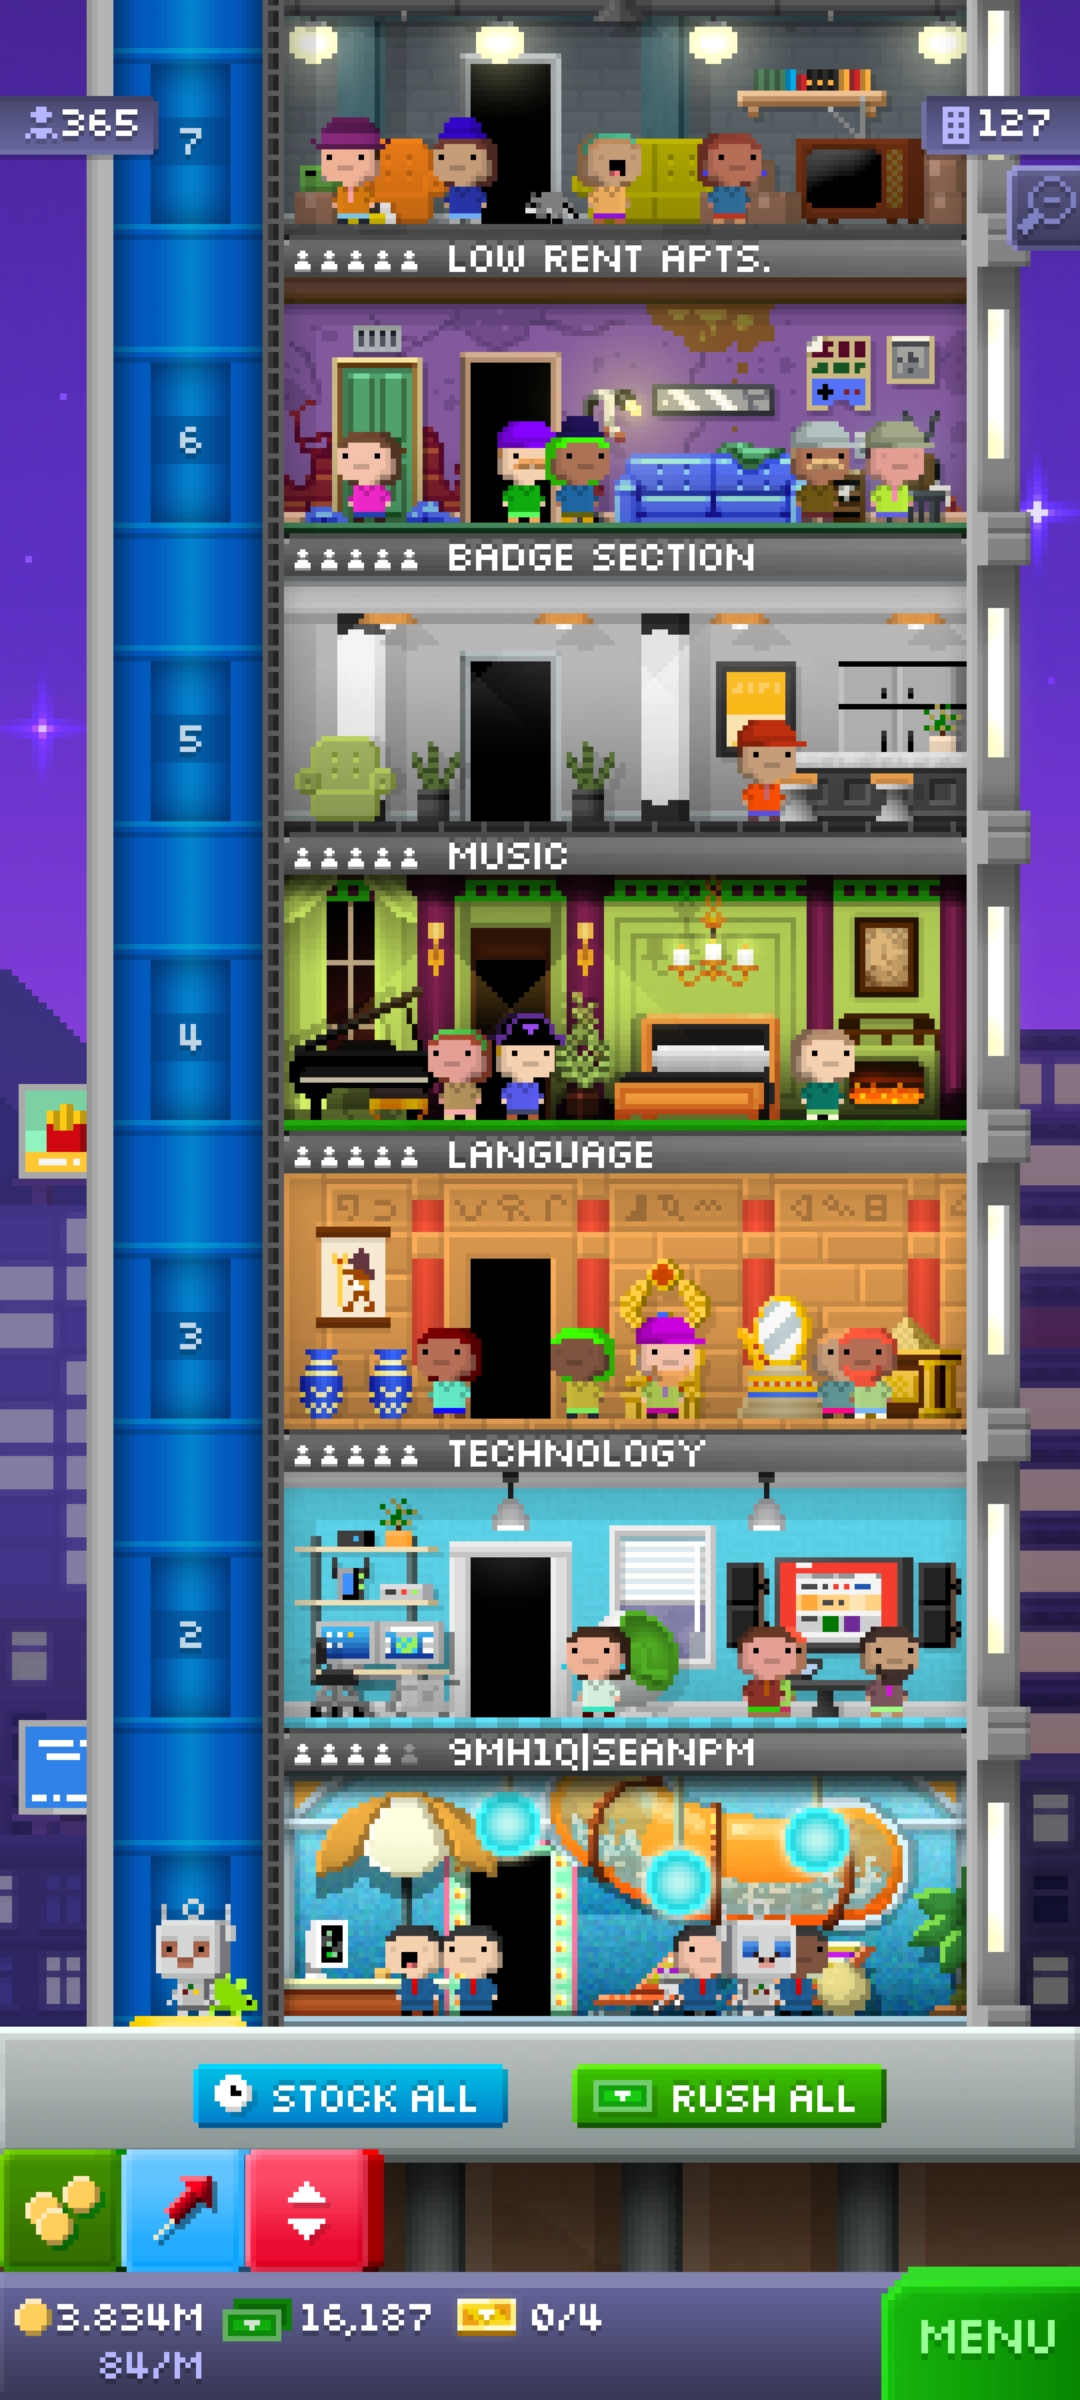 365
127
7
LOW RENT APTS.
6
BADGE SECTION
5
MUSIC
4
LANGUAGE
3
TECHNOLOGY
2
9MH1Q|SEANPM
STOCK ALL
RUSH ALL
3.834M 16,187 0/4
84/M
MENU